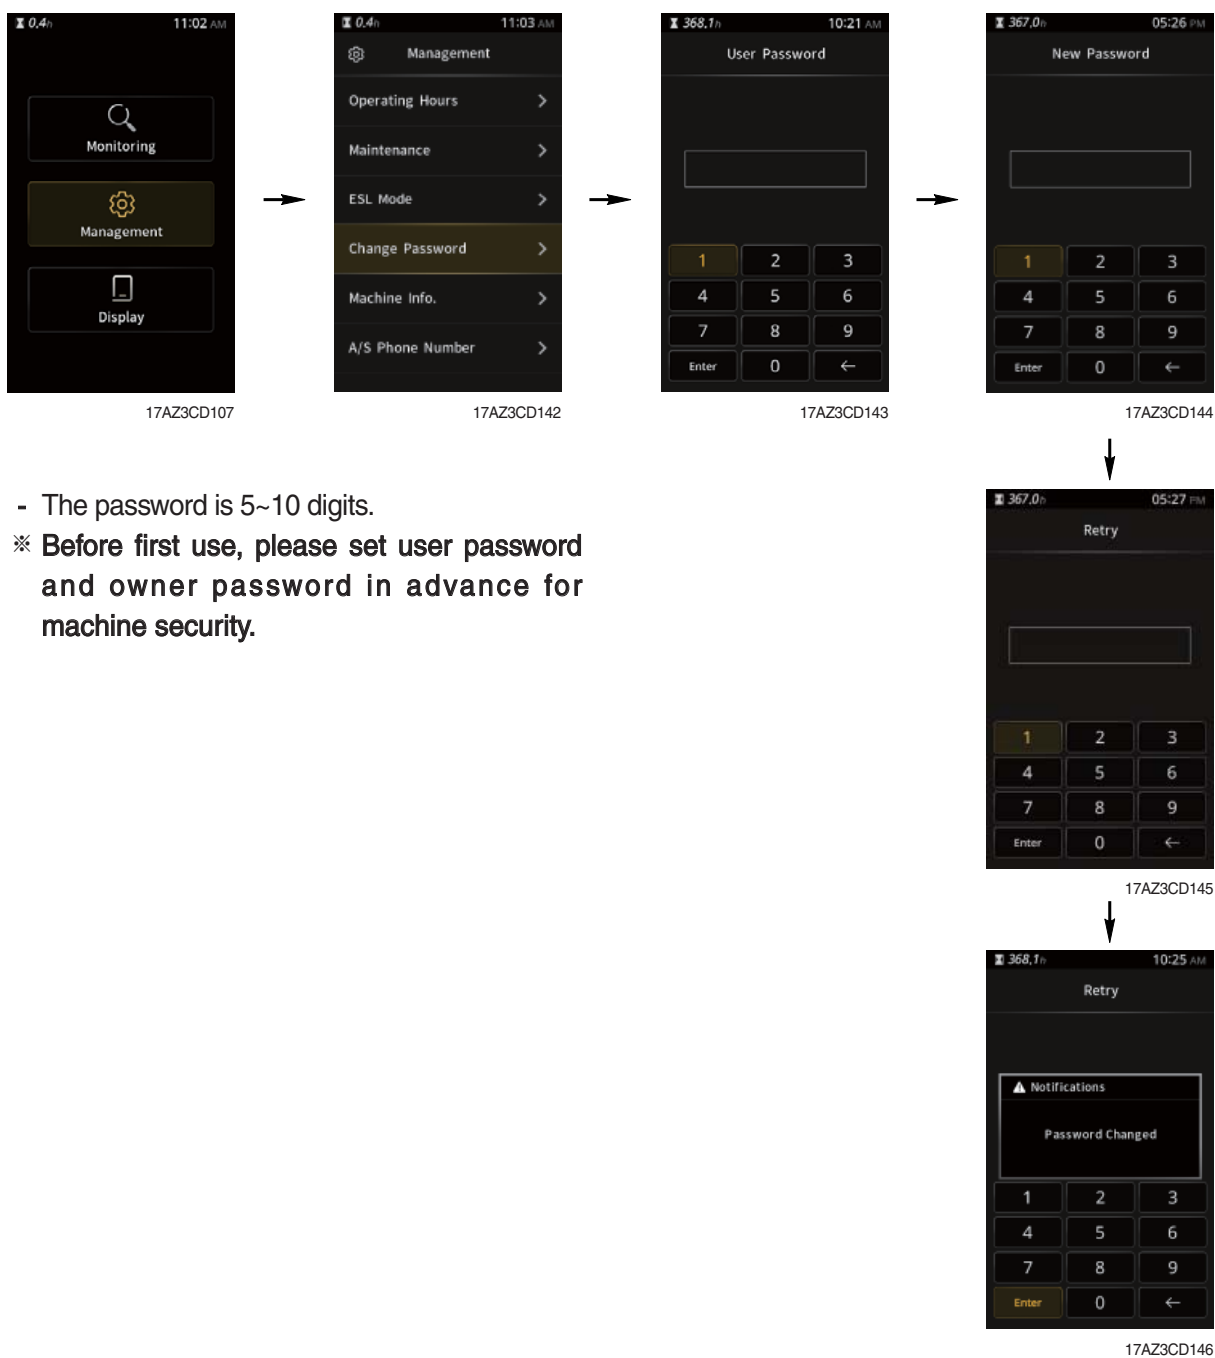 0.4h 11:02 AM
Monitoring
Management
Display
17AZ3CD107
0.4h 11:03 AM
Management
Operating Hours
Maintenance
ESL Mode
Change Password
Machine Info.
A/S Phone Number
17AZ3CD142
368.1h 10:21 AM
User Password
1 2 3
4 5 6
7 8 9
Enter 0 ←
17AZ3CD143
367.0h 05:26 PM
New Password
1 2 3
4 5 6
7 8 9
Enter 0 ←
17AZ3CD144
- The password is 5~10 digits.
※ Before first use, please set user password
and owner password in advance for
machine security.
367.0h 05:27 PM
Retry
1 2 3
4 5 6
7 8 9
Enter 0 ←
17AZ3CD145
368.1h 10:25 AM
Retry
Notifications
Password Changed
1 2 3
4 5 6
7 8 9
Enter 0 ←
17AZ3CD146